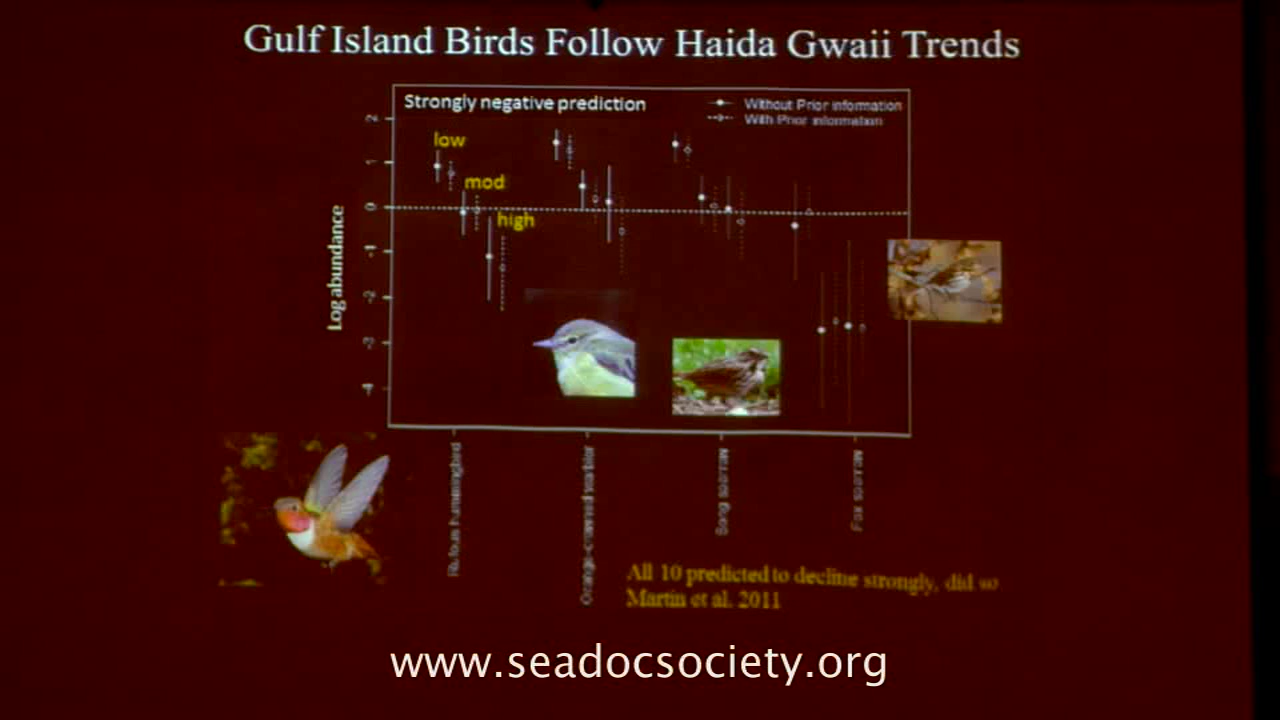 Gulf Island Birds Follow Haida Gwaii Trends
Strongly negative prediction
Without Prior information
With Prior information
low
mod
high
2
1
0
-1
-2
-3
-4
Log abundance
Rufous hummingbird
Orange-crowned warbler
Song sparrow
Fox sparrow
All 10 predicted to decline strongly, did so
Martin et al. 2011
www.seadocsociety.org